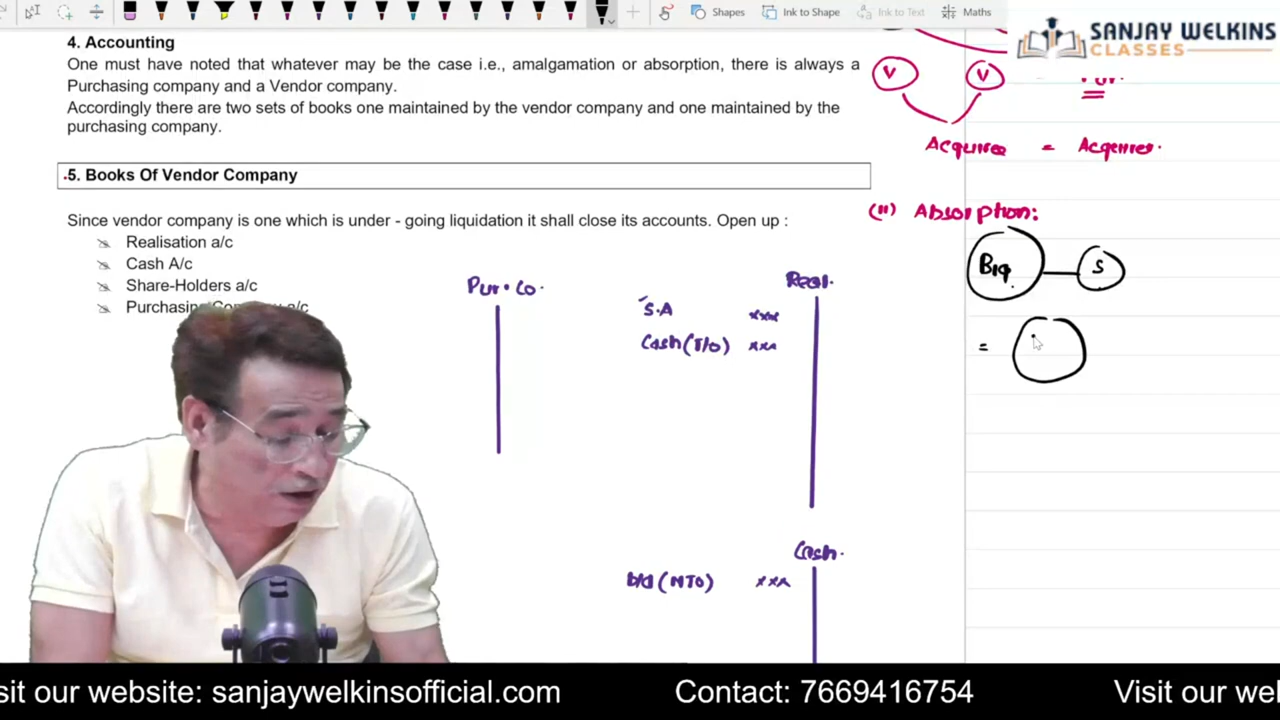 Shapes Ink to Shape Ink to Text Maths
SANJAY WELKINS
CLASSES
4. Accounting
One must have noted that whatever may be the case i.e., amalgamation or absorption, there is always a
Purchasing company and a Vendor company.
Accordingly there are two sets of books one maintained by the vendor company and one maintained by the
purchasing company.
V V
Acquiree = Acquirer.
5. Books Of Vendor Company
Since vendor company is one which is under - going liquidation it shall close its accounts. Open up :
Realisation a/c
Cash A/c
Share-Holders a/c
(11) Absorption:
Big S
=
Pur. Co.
Real.
S.A xxx
Cash (T/O) xxx
Cash.
b/d (NTO) xxx
sit our website: sanjaywelkinsofficial.com Contact: 7669416754 Visit our wel